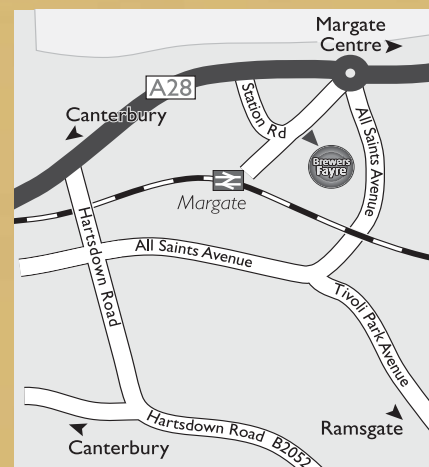 Margate
Centre
A28
Station Rd
Canterbury
Brewers
Fayre
All Saints Avenue
Margate
Hartsdown Road
All Saints Avenue
Tivoli Park Avenue
Hartsdown Road B2052
Ramsgate
Canterbury